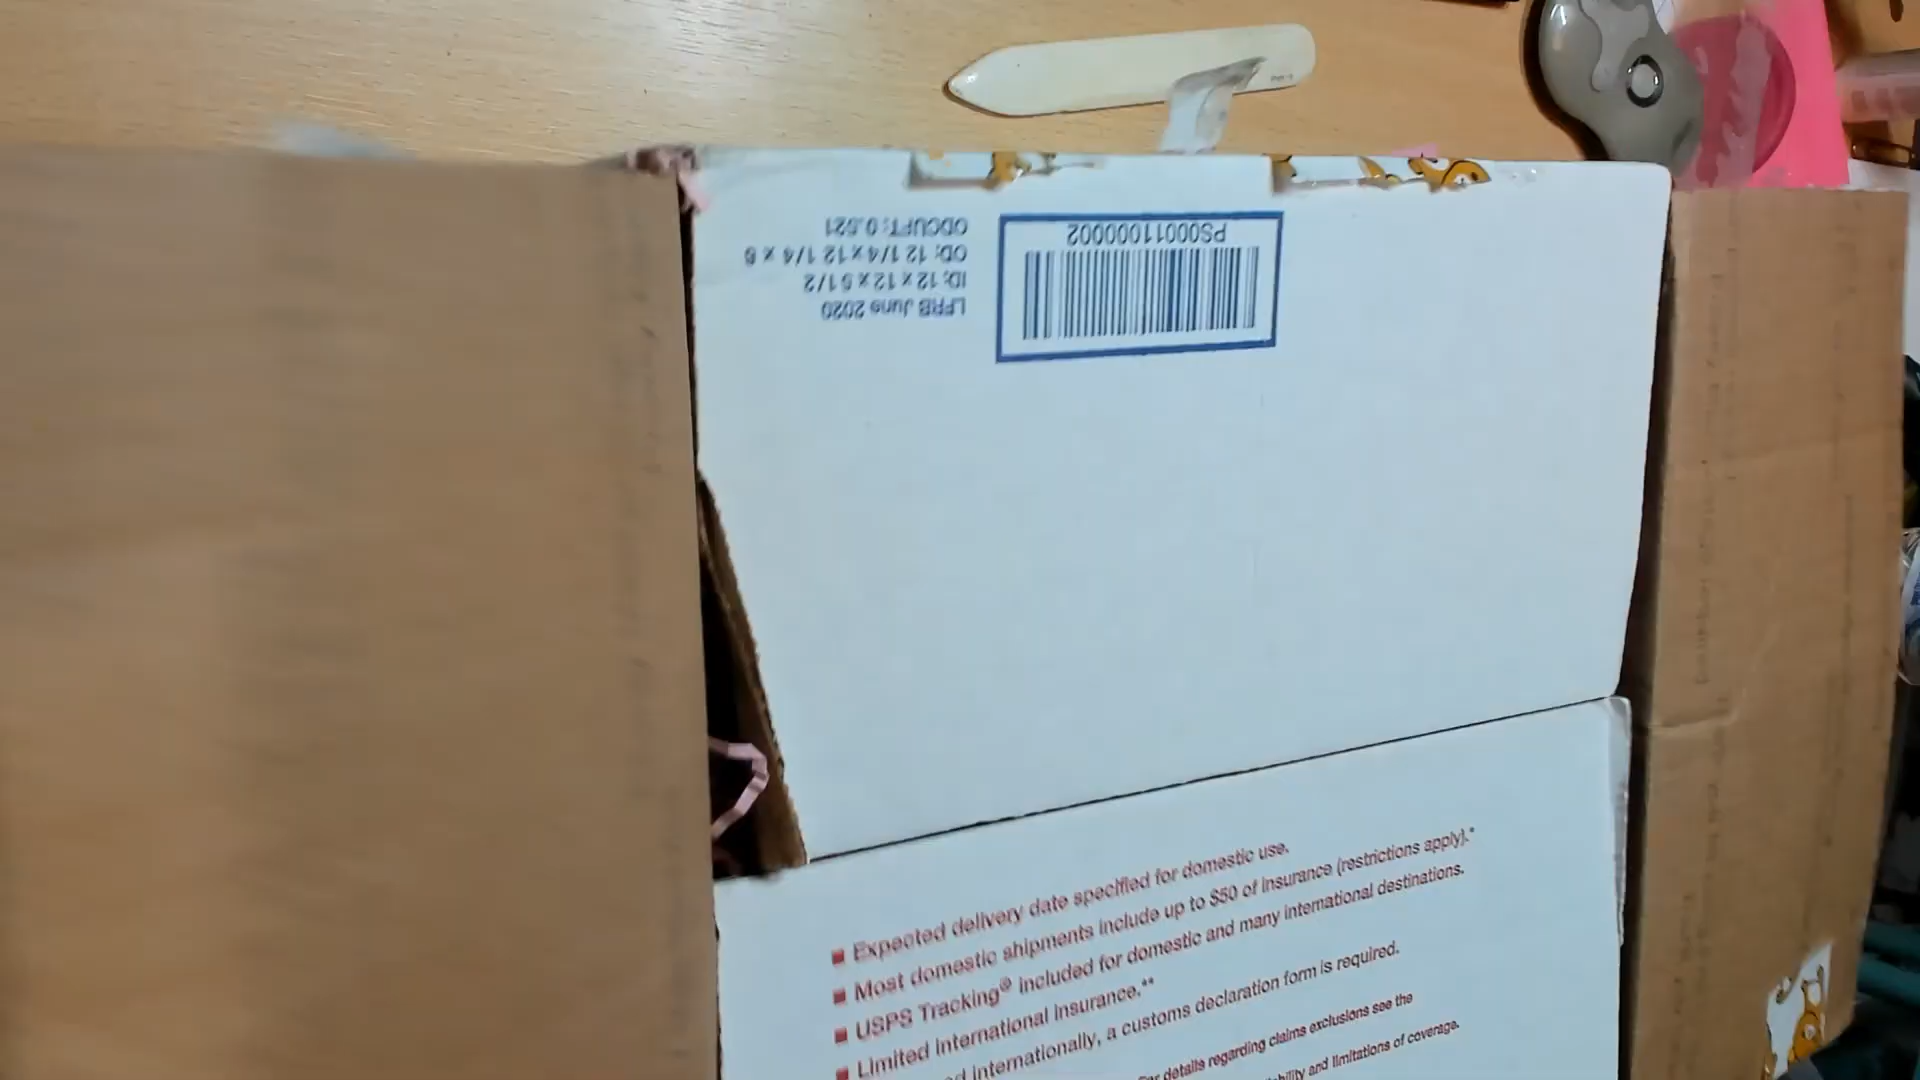 PS00011000002
LFRB June 2020
ID: 12 x 12 x 5 1/2
OD: 12 1/4 x 12 1/4 x 6
ODCUFT: 0.521
Expected delivery date specified for domestic use.
Most domestic shipments include up to $50 of insurance (restrictions apply).*
USPS Tracking® included for domestic and many international destinations.
Limited international insurance.**
internationally, a customs declaration form is required.
details regarding claims exclusions see the
and limitations of coverage.